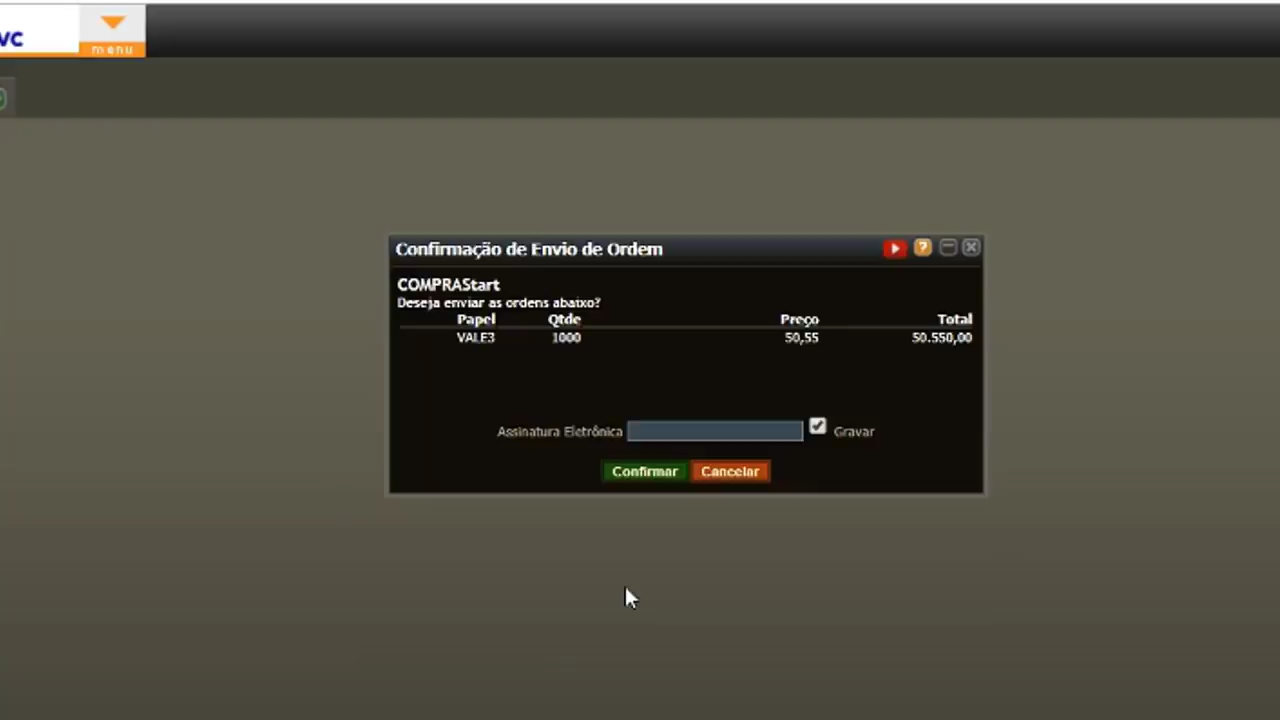 vc
menu
Confirmação de Envio de Ordem
COMPRAStart
Deseja enviar as ordens abaixo?
Papel Qtde Preço Total
VALE3 1000 50,55 50.550,00
Assinatura Eletrônica Gravar
Confirmar Cancelar